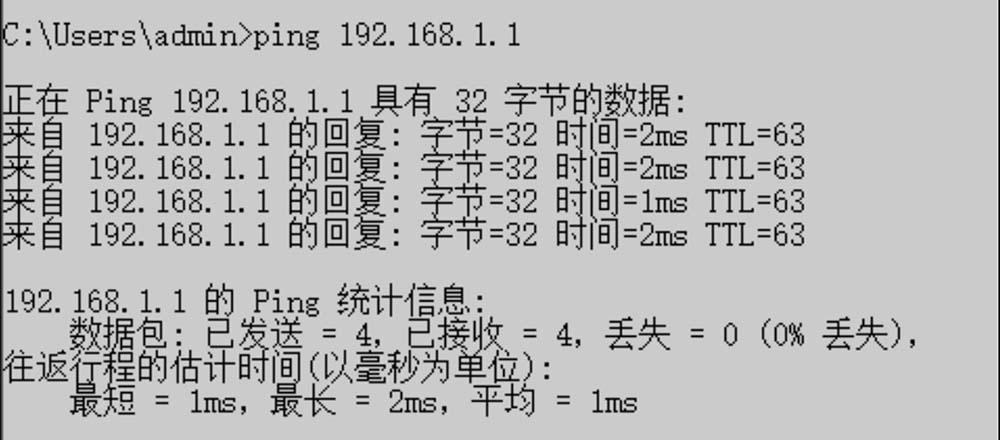 C:\Users\admin>ping 192.168.1.1
正在 Ping 192.168.1.1 具有 32 字节的数据:
来自 192.168.1.1 的回复: 字节=32 时间=2ms TTL=63
来自 192.168.1.1 的回复: 字节=32 时间=2ms TTL=63
来自 192.168.1.1 的回复: 字节=32 时间=1ms TTL=63
来自 192.168.1.1 的回复: 字节=32 时间=2ms TTL=63
192.168.1.1 的 Ping 统计信息:
数据包: 已发送 = 4, 已接收 = 4, 丢失 = 0 (0% 丢失),
往返行程的估计时间(以毫秒为单位):
最短 = 1ms, 最长 = 2ms, 平均 = 1ms